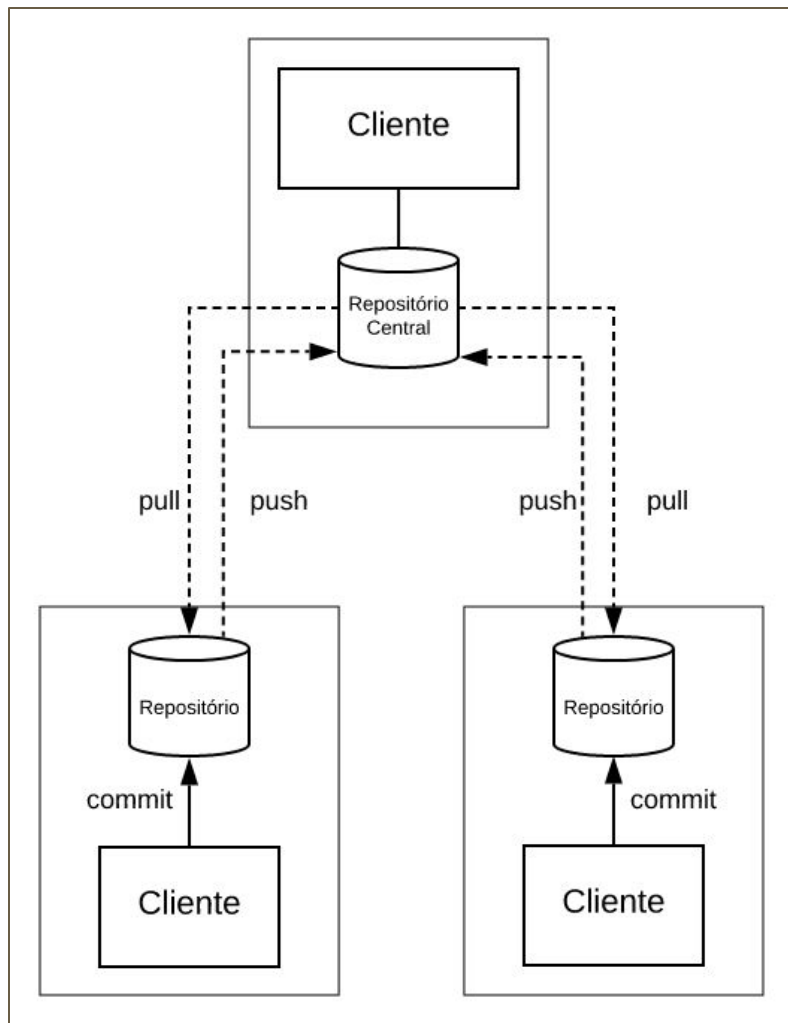 Cliente
Repositório
Central
pull
push
push
pull
Repositório
Repositório
commit
commit
Cliente
Cliente